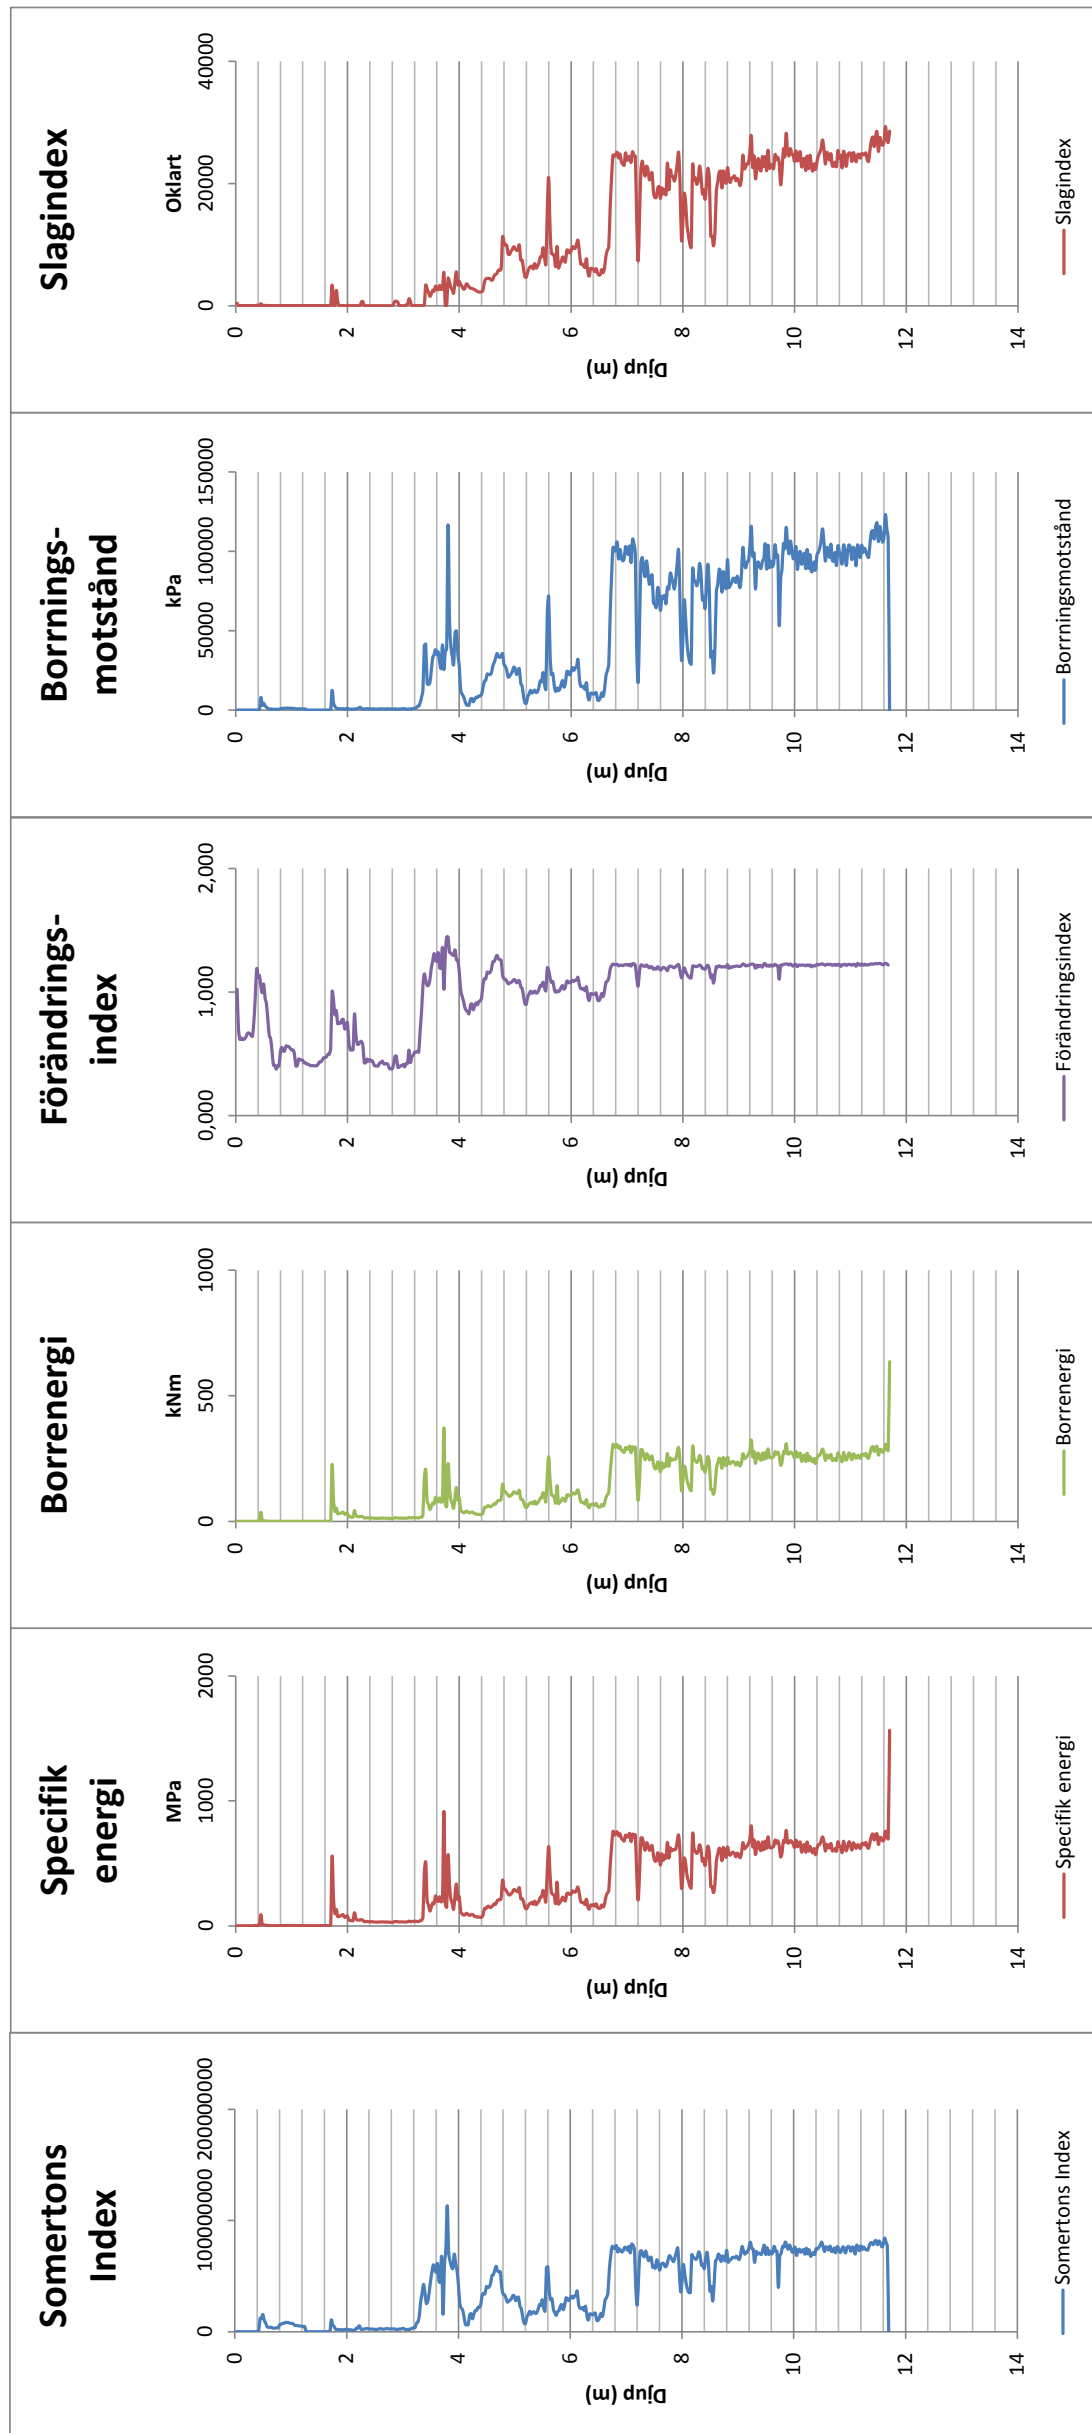 Somertons
Index
0 100000000 200000000
0
2
4
6
8
10
12
14
Djup (m)
Somertons Index
Specifik
energi
MPa
0 1000 2000
0
2
4
6
8
10
12
14
Djup (m)
Specifik energi
Borrenergi
kNm
0 500 1000
0
2
4
6
8
10
12
14
Djup (m)
Borrenergi
Förändrings-
index
0,000 1,000 2,000
0
2
4
6
8
10
12
14
Djup (m)
Förändringsindex
Borrnings-
motstånd
kPa
0 50000 100000 150000
0
2
4
6
8
10
12
14
Djup (m)
Borrningsmotstånd
Slagindex
Oklart
0 20000 40000
0
2
4
6
8
10
12
14
Djup (m)
Slagindex